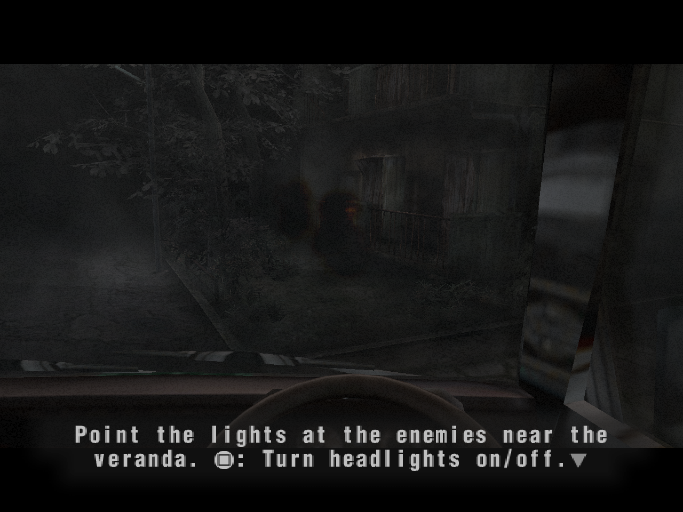 Point the lights at the enemies near the
veranda. ⏹: Turn headlights on/off.▼